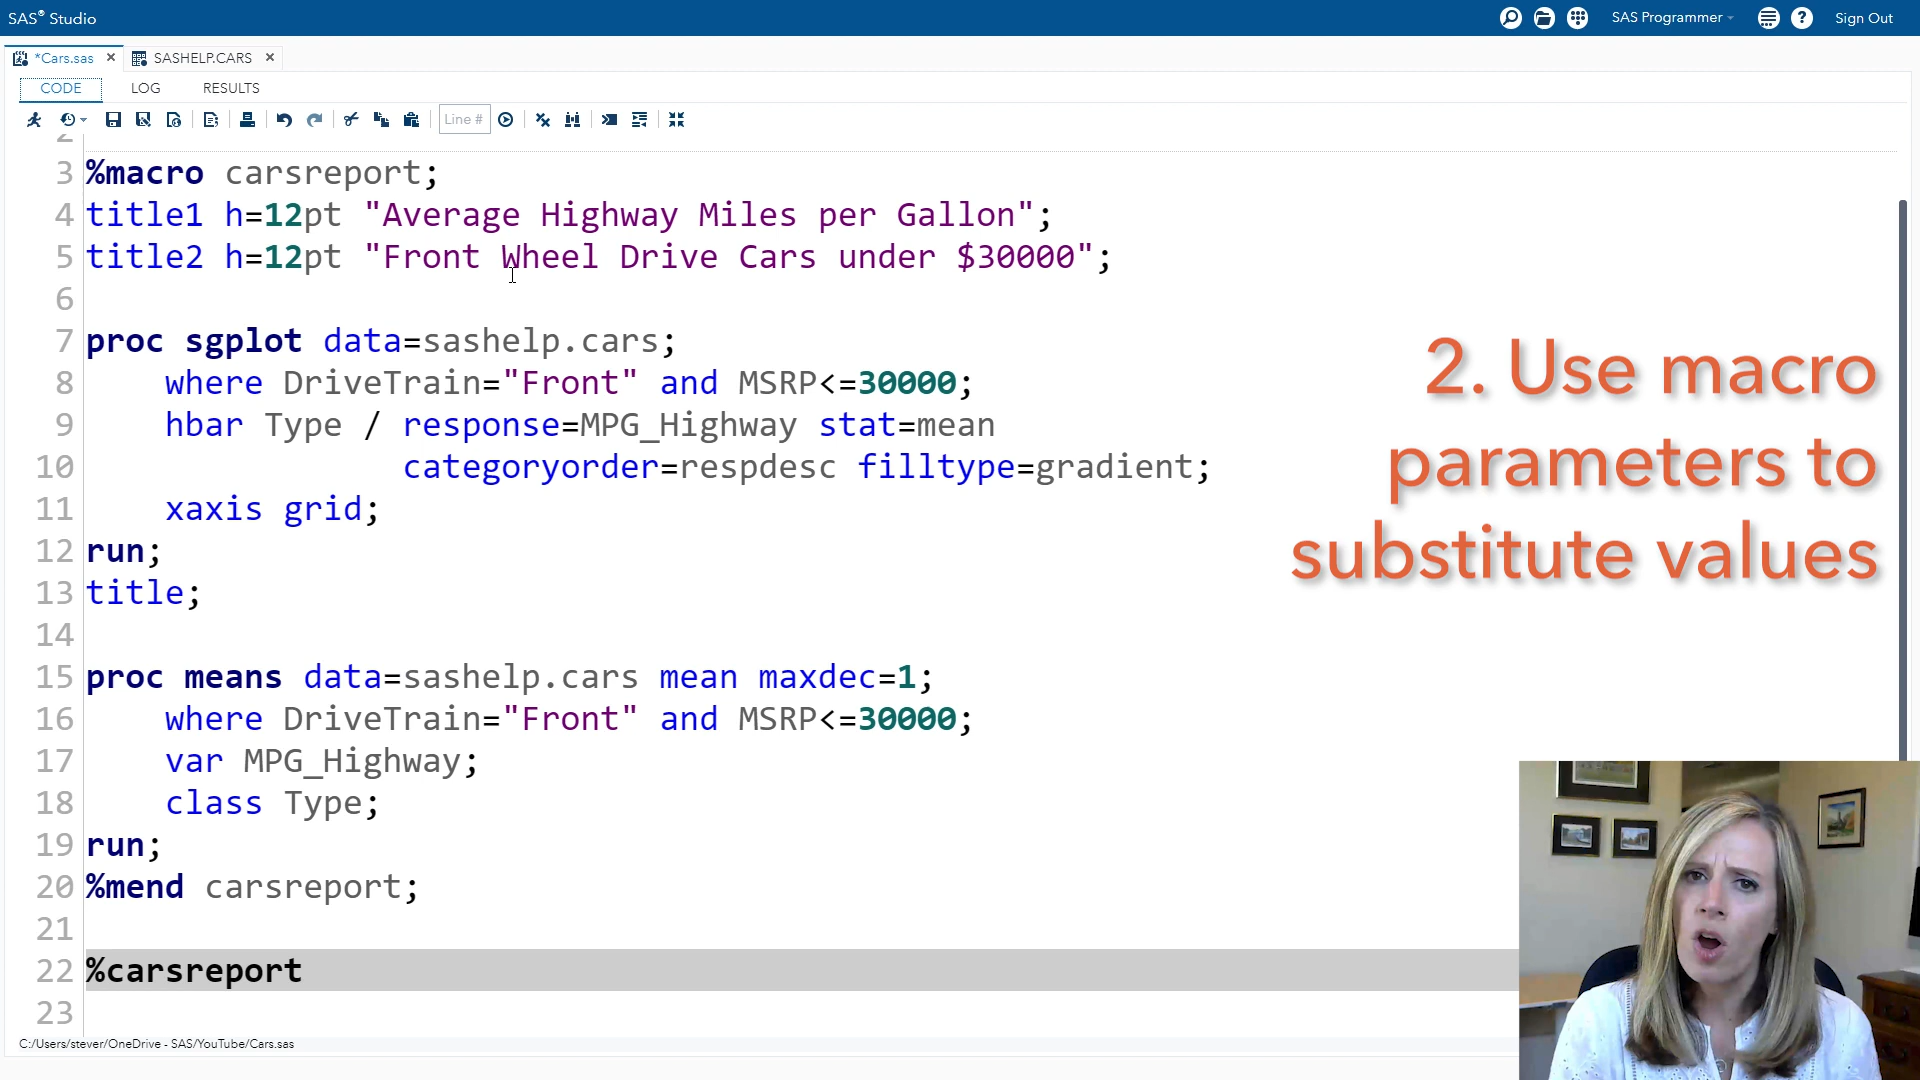 SAS® Studio
SAS Programmer
Sign Out
*Cars.sas
SASHELP.CARS
CODE LOG RESULTS
Line #
2
3 %macro carsreport;
4 title1 h=12pt "Average Highway Miles per Gallon";
5 title2 h=12pt "Front Wheel Drive Cars under $30000";
6
7 proc sgplot data=sashelp.cars;
8 where DriveTrain="Front" and MSRP<=30000;
9 hbar Type / response=MPG_Highway stat=mean
10 categoryorder=respdesc filltype=gradient;
11 xaxis grid;
12 run;
13 title;
14
15 proc means data=sashelp.cars mean maxdec=1;
16 where DriveTrain="Front" and MSRP<=30000;
17 var MPG_Highway;
18 class Type;
19 run;
20 %mend carsreport;
21
22 %carsreport
23
2. Use macro
parameters to
substitute values
C:/Users/stever/OneDrive - SAS/YouTube/Cars.sas